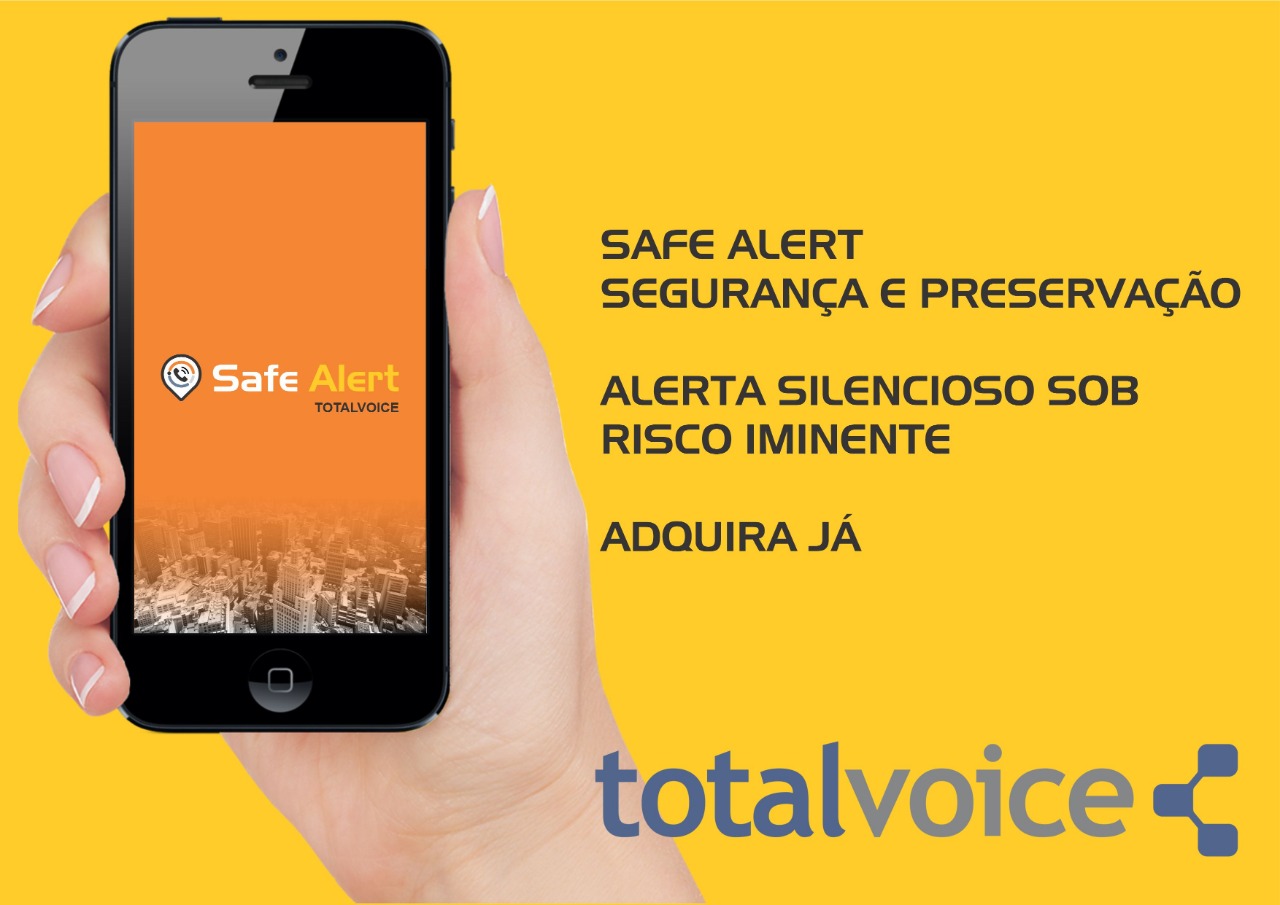 Safe Alert
TOTALVOICE
SAFE ALERT
SEGURANÇA E PRESERVAÇÃO
ALERTA SILENCIOSO SOB
RISCO IMINENTE
ADQUIRA JÁ
totalvoice